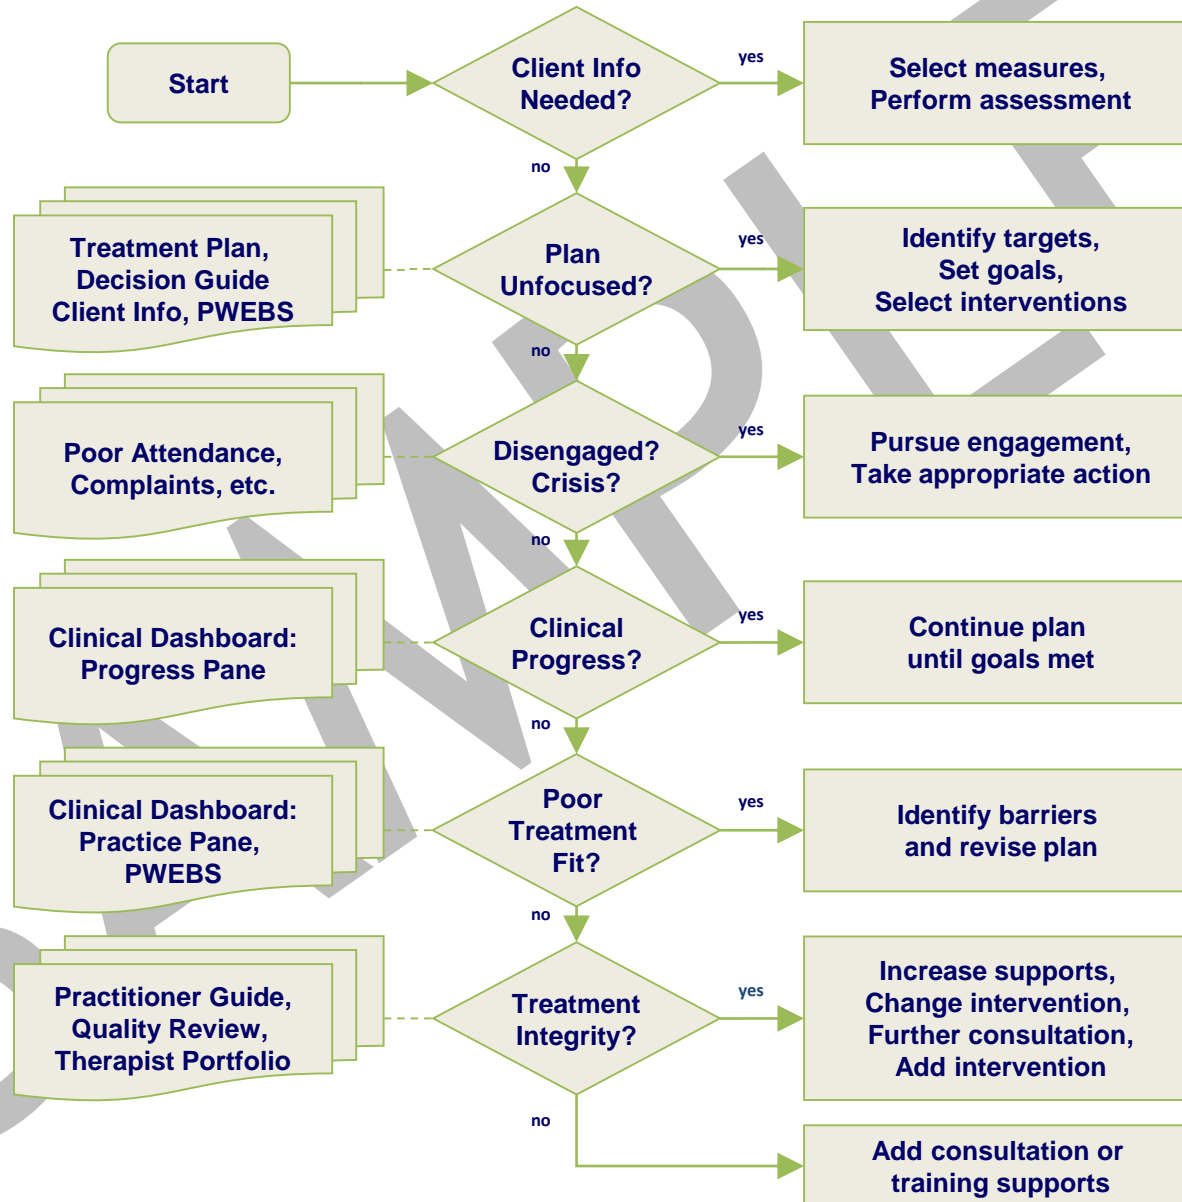 Start
Client Info
Needed?
yes
Select measures,
Perform assessment
no
Treatment Plan,
Decision Guide
Client Info, PWEBS
Plan
Unfocused?
yes
Identify targets,
Set goals,
Select interventions
no
Poor Attendance,
Complaints, etc.
Disengaged?
Crisis?
yes
Pursue engagement,
Take appropriate action
no
Clinical Dashboard:
Progress Pane
Clinical
Progress?
yes
Continue plan
until goals met
no
Clinical Dashboard:
Practice Pane,
PWEBS
Poor
Treatment
Fit?
yes
Identify barriers
and revise plan
no
Practitioner Guide,
Quality Review,
Therapist Portfolio
Treatment
Integrity?
yes
Increase supports,
Change intervention,
Further consultation,
Add intervention
no
Add consultation or
training supports